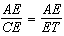 AE/CE = AE/ET